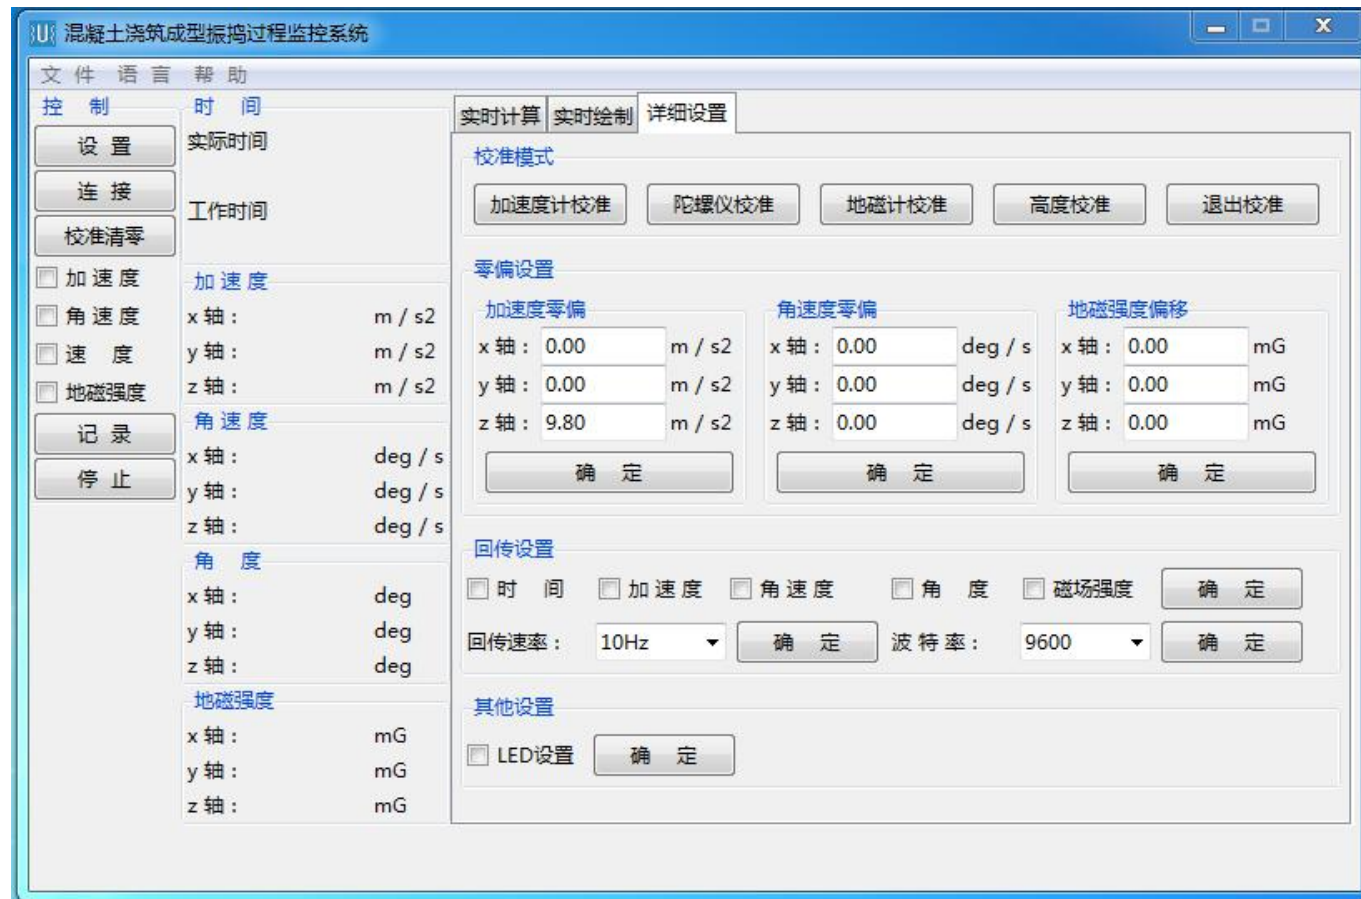 混凝土浇筑成型振捣过程监控系统
文 件 语 言 帮 助
控 制
设 置
连 接
校准清零
加 速 度
角 速 度
速 度
地磁强度
记 录
停 止
时 间
实际时间
工作时间
加 速 度
x 轴： m / s2
y 轴： m / s2
z 轴： m / s2
角 速 度
x 轴： deg / s
y 轴： deg / s
z 轴： deg / s
角 度
x 轴： deg
y 轴： deg
z 轴： deg
地磁强度
x 轴： mG
y 轴： mG
z 轴： mG
实时计算 实时绘制 详细设置
校准模式
加速度计校准 陀螺仪校准 地磁计校准 高度校准 退出校准
零偏设置
加速度零偏
x 轴： 0.00 m / s2
y 轴： 0.00 m / s2
z 轴： 9.80 m / s2
确 定
角速度零偏
x 轴： 0.00 deg / s
y 轴： 0.00 deg / s
z 轴： 0.00 deg / s
确 定
地磁强度偏移
x 轴： 0.00 mG
y 轴： 0.00 mG
z 轴： 0.00 mG
确 定
回传设置
时 间 加 速 度 角 速 度 角 度 磁场强度 确 定
回传速率： 10Hz 确 定 波 特 率： 9600 确 定
其他设置
LED设置 确 定